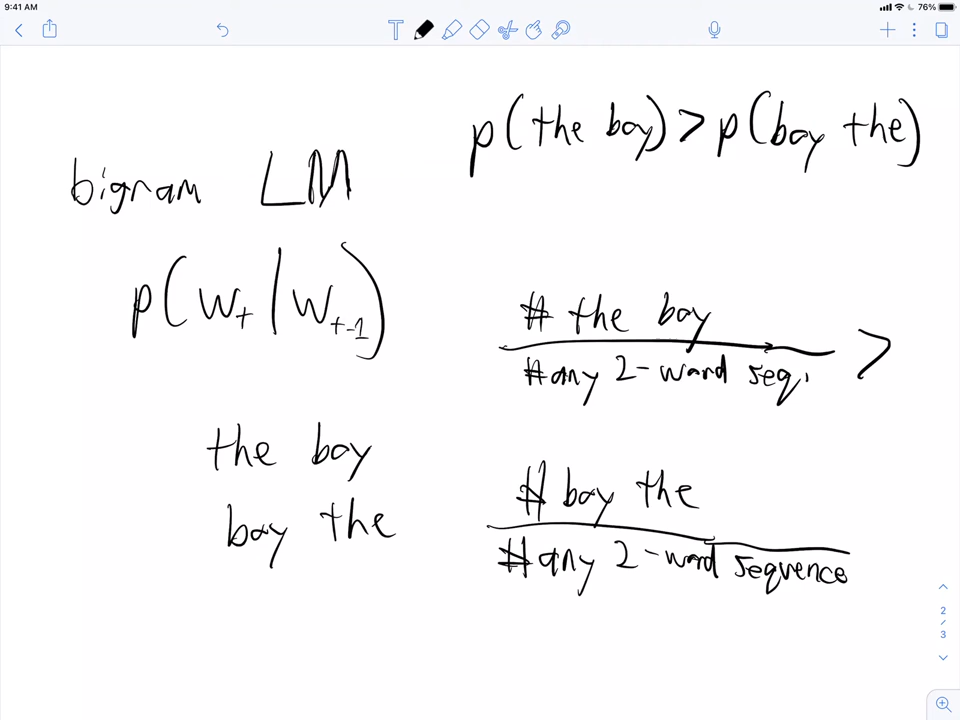 9:41 AM
76%
T
p(the boy) > p(boy the)
bigram LM
p(w_t | w_t-1)
# the boy
# any 2-word seq. >
the boy
boy the
# boy the
# any 2-word sequence
2
/
3